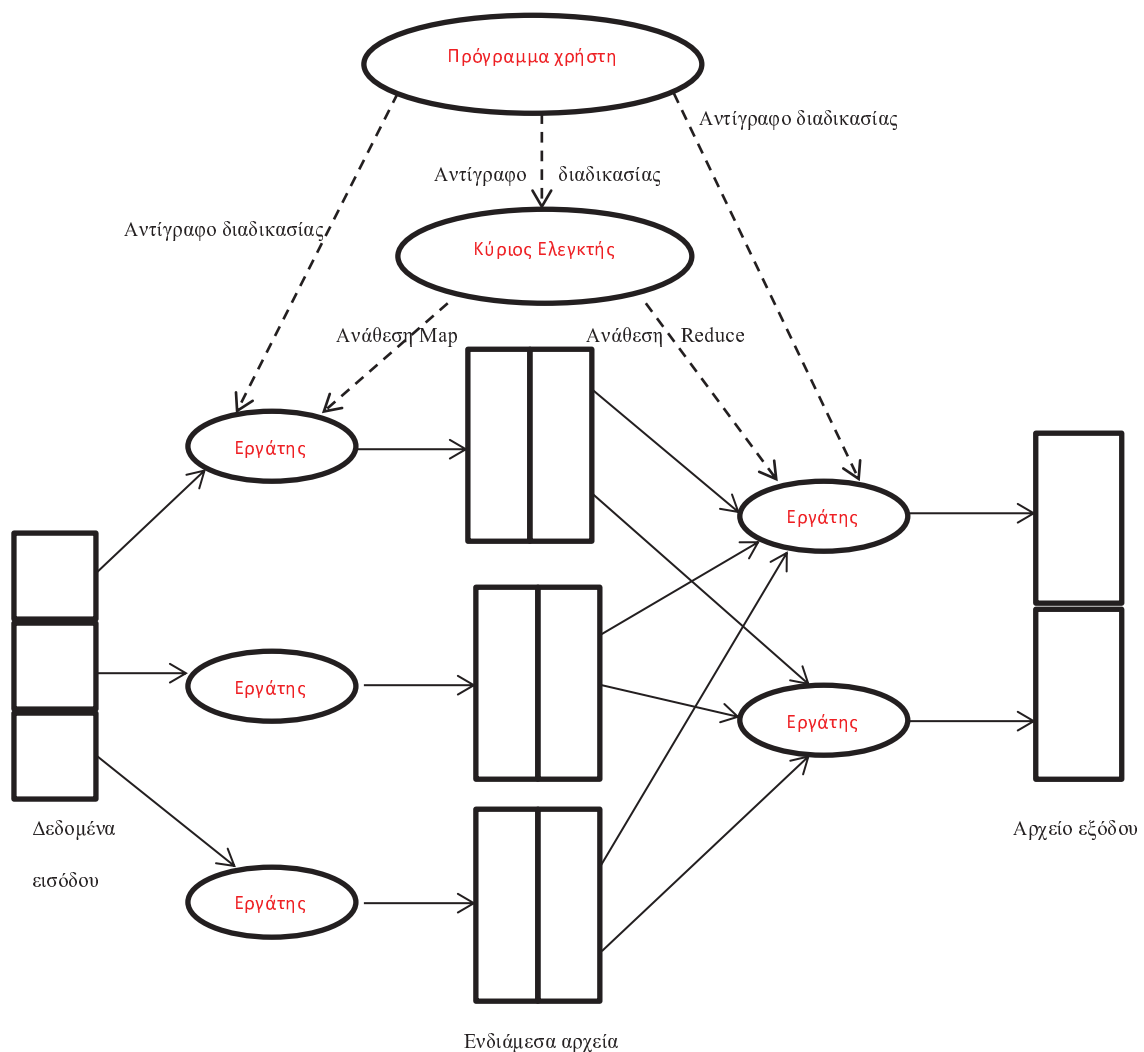 Πρόγραμμα χρήστη
Αντίγραφο διαδικασίας
Αντίγραφο διαδικασίας
Αντίγραφο διαδικασίας
Κύριος Ελεγκτής
Ανάθεση Map
Ανάθεση Reduce
Εργάτης
Εργάτης
Εργάτης
Εργάτης
Εργάτης
Δεδομένα
εισόδου
Αρχείο εξόδου
Ενδιάμεσα αρχεία